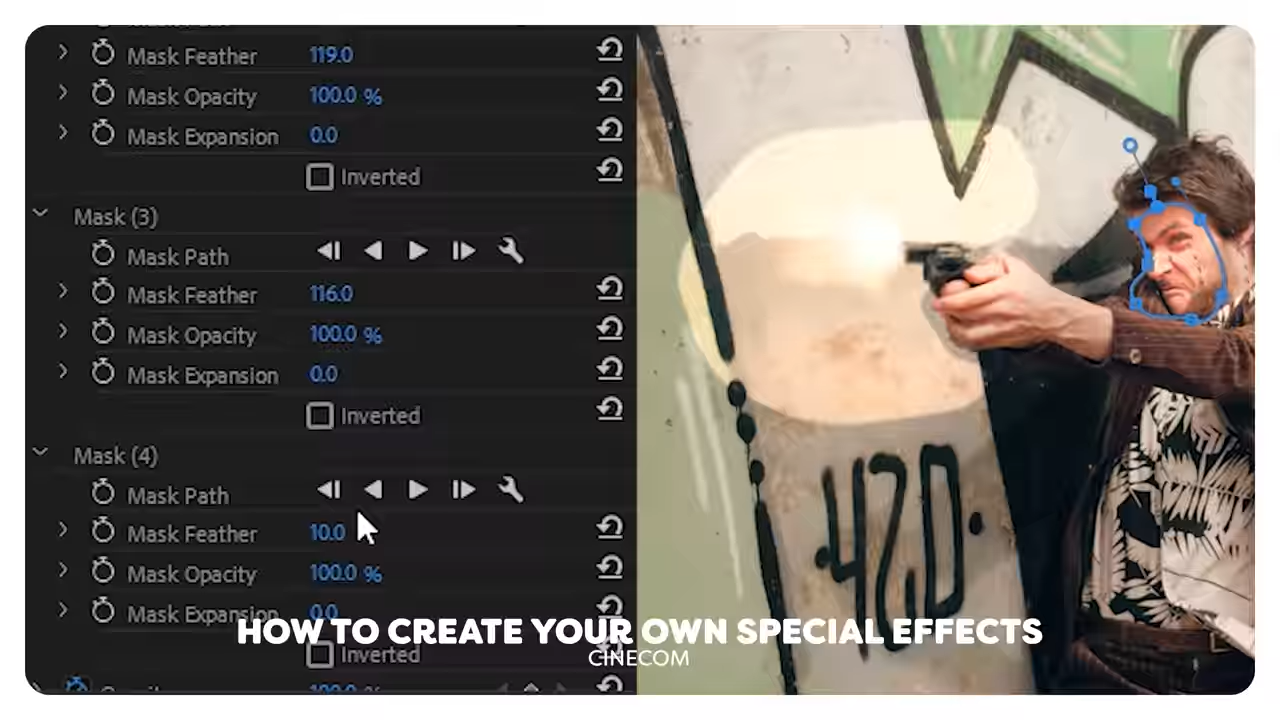 Mask Feather 119.0
Mask Opacity 100.0 %
Mask Expansion 0.0
Inverted
Mask (3)
Mask Path
Mask Feather 116.0
Mask Opacity 100.0 %
Mask Expansion 0.0
Inverted
Mask (4)
Mask Path
Mask Feather 10.0
Mask Opacity 100.0 %
Mask Expansion 0.0
Inverted
420
HOW TO CREATE YOUR OWN SPECIAL EFFECTS
CINECOM